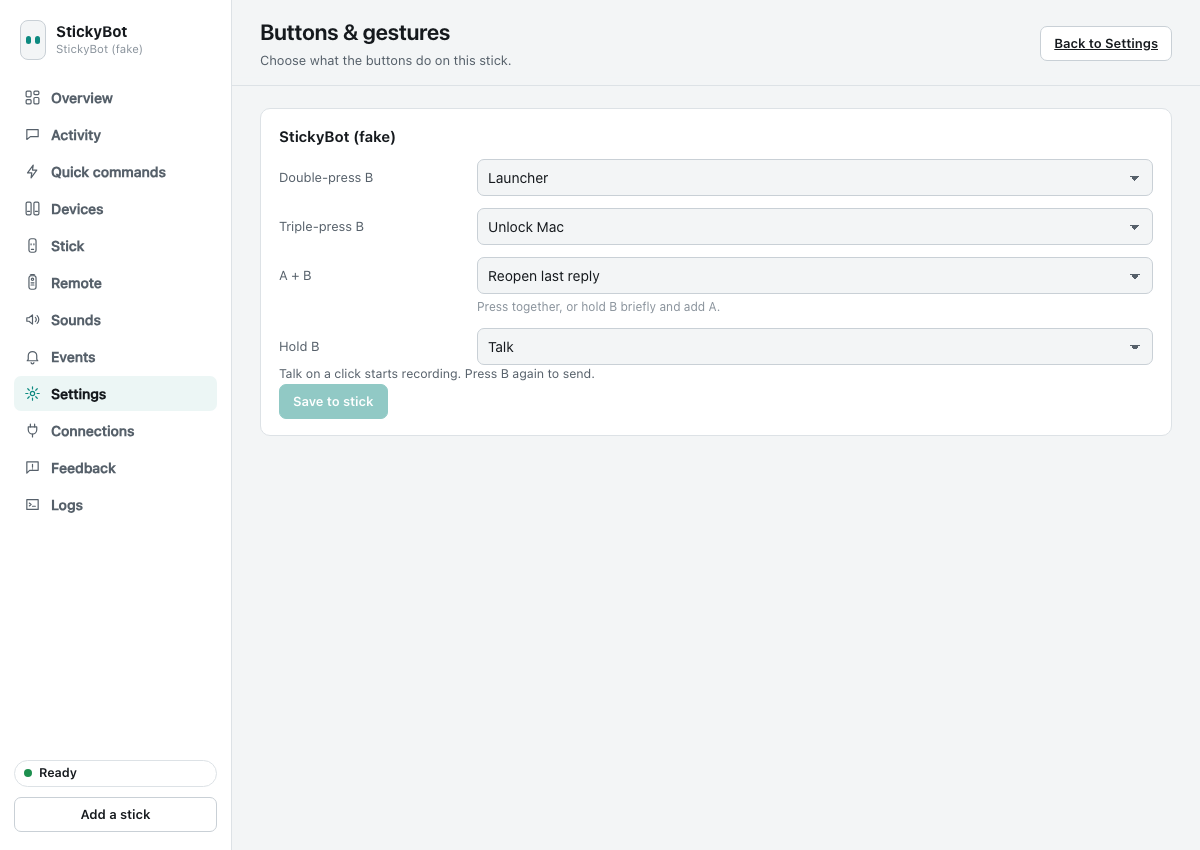 StickyBot
StickyBot (fake)
Overview
Activity
Quick commands
Devices
Stick
Remote
Sounds
Events
Settings
Connections
Feedback
Logs
Ready
Add a stick
Buttons & gestures
Choose what the buttons do on this stick.
Back to Settings
StickyBot (fake)
Double-press B
Launcher
Triple-press B
Unlock Mac
A + B
Reopen last reply
Press together, or hold B briefly and add A.
Hold B
Talk
Talk on a click starts recording. Press B again to send.
Save to stick